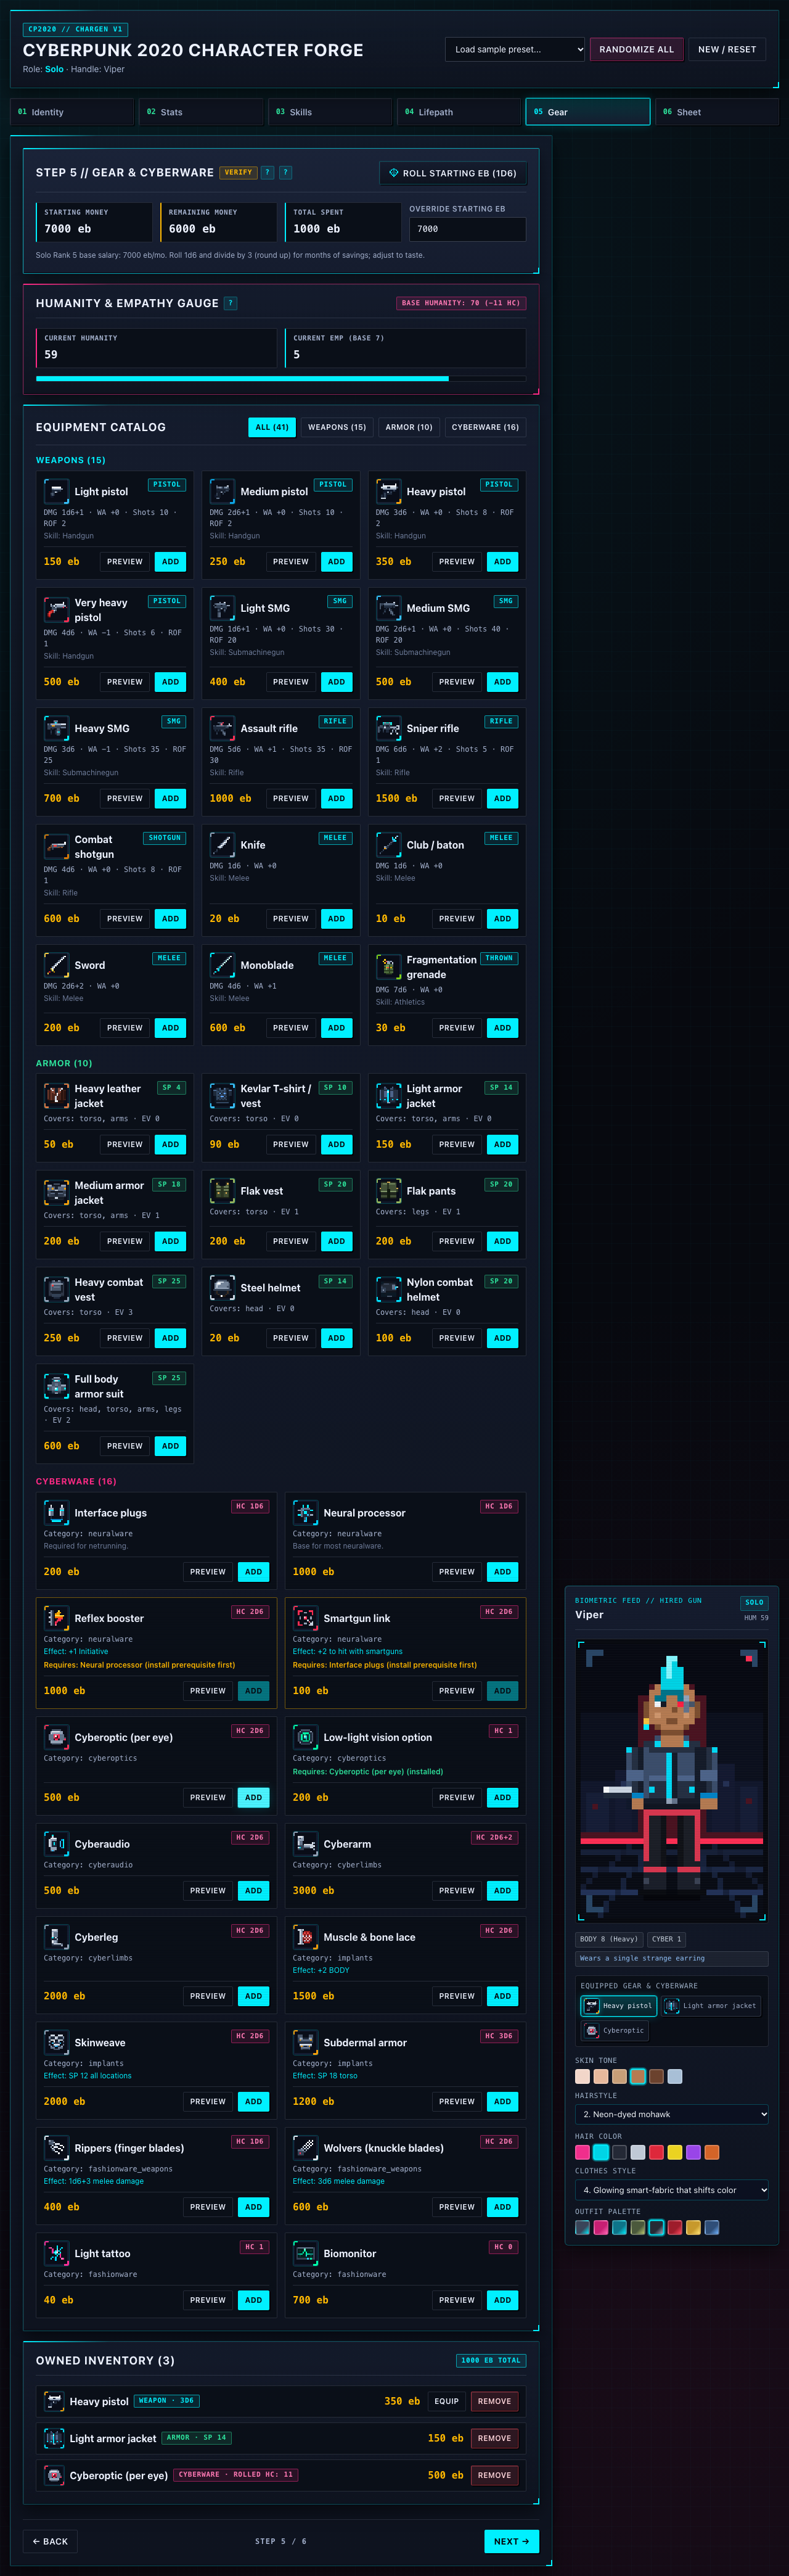 CP2020 // CHARGEN V1
CYBERPUNK 2020 CHARACTER FORGE
Role: Solo · Handle: Viper
Load sample preset...
RANDOMIZE ALL
NEW / RESET
01 Identity
02 Stats
03 Skills
04 Lifepath
05 Gear
06 Sheet
STEP 5 // GEAR & CYBERWARE VERIFY ? ?
ROLL STARTING EB (1D6)
STARTING MONEY
7000 eb
REMAINING MONEY
6000 eb
TOTAL SPENT
1000 eb
OVERRIDE STARTING EB
7000
Solo Rank 5 base salary: 7000 eb/mo. Roll 1d6 and divide by 3 (round up) for months of savings; adjust to taste.
HUMANITY & EMPATHY GAUGE ?
BASE HUMANITY: 70 (−11 HC)
CURRENT HUMANITY
59
CURRENT EMP (BASE 7)
5
EQUIPMENT CATALOG
ALL (41)
WEAPONS (15)
ARMOR (10)
CYBERWARE (16)
WEAPONS (15)
Light pistol
PISTOL
DMG 1d6+1 · WA +0 · Shots 10 ·
ROF 2
Skill: Handgun
150 eb
PREVIEW
ADD
Medium pistol
PISTOL
DMG 2d6+1 · WA +0 · Shots 10 ·
ROF 2
Skill: Handgun
250 eb
PREVIEW
ADD
Heavy pistol
PISTOL
DMG 3d6 · WA +0 · Shots 8 · ROF
2
Skill: Handgun
350 eb
PREVIEW
ADD
Very heavy
pistol
PISTOL
DMG 4d6 · WA −1 · Shots 6 · ROF
1
Skill: Handgun
500 eb
PREVIEW
ADD
Light SMG
SMG
DMG 1d6+1 · WA +0 · Shots 30 ·
ROF 20
Skill: Submachinegun
400 eb
PREVIEW
ADD
Medium SMG
SMG
DMG 2d6+1 · WA +0 · Shots 40 ·
ROF 20
Skill: Submachinegun
500 eb
PREVIEW
ADD
Heavy SMG
SMG
DMG 3d6 · WA −1 · Shots 35 · ROF
25
Skill: Submachinegun
700 eb
PREVIEW
ADD
Assault rifle
RIFLE
DMG 5d6 · WA +1 · Shots 35 · ROF
30
Skill: Rifle
1000 eb
PREVIEW
ADD
Sniper rifle
RIFLE
DMG 6d6 · WA +2 · Shots 5 · ROF
1
Skill: Rifle
1500 eb
PREVIEW
ADD
Combat
shotgun
SHOTGUN
DMG 4d6 · WA +0 · Shots 8 · ROF
1
Skill: Rifle
600 eb
PREVIEW
ADD
Knife
MELEE
DMG 1d6 · WA +0
Skill: Melee
20 eb
PREVIEW
ADD
Club / baton
MELEE
DMG 1d6 · WA +0
Skill: Melee
10 eb
PREVIEW
ADD
Sword
MELEE
DMG 2d6+2 · WA +0
Skill: Melee
200 eb
PREVIEW
ADD
Monoblade
MELEE
DMG 4d6 · WA +1
Skill: Melee
600 eb
PREVIEW
ADD
Fragmentation
grenade
THROWN
DMG 7d6 · WA +0
Skill: Athletics
30 eb
PREVIEW
ADD
ARMOR (10)
Heavy leather
jacket
SP 4
Covers: torso, arms · EV 0
50 eb
PREVIEW
ADD
Kevlar T-shirt /
vest
SP 10
Covers: torso · EV 0
90 eb
PREVIEW
ADD
Light armor
jacket
SP 14
Covers: torso, arms · EV 0
150 eb
PREVIEW
ADD
Medium armor
jacket
SP 18
Covers: torso, arms · EV 1
200 eb
PREVIEW
ADD
Flak vest
SP 20
Covers: torso · EV 1
200 eb
PREVIEW
ADD
Flak pants
SP 20
Covers: legs · EV 1
200 eb
PREVIEW
ADD
Heavy combat
vest
SP 25
Covers: torso · EV 3
250 eb
PREVIEW
ADD
Steel helmet
SP 14
Covers: head · EV 0
20 eb
PREVIEW
ADD
Nylon combat
helmet
SP 20
Covers: head · EV 0
100 eb
PREVIEW
ADD
Full body
armor suit
SP 25
Covers: head, torso, arms, legs
· EV 2
600 eb
PREVIEW
ADD
CYBERWARE (16)
Interface plugs
HC 1D6
Category: neuralware
Required for netrunning.
200 eb
PREVIEW
ADD
Neural processor
HC 1D6
Category: neuralware
Base for most neuralware.
1000 eb
PREVIEW
ADD
Reflex booster
HC 2D6
Category: neuralware
Effect: +1 Initiative
Requires: Neural processor (install prerequisite first)
1000 eb
PREVIEW
ADD
Smartgun link
HC 2D6
Category: neuralware
Effect: +2 to hit with smartguns
Requires: Interface plugs (install prerequisite first)
100 eb
PREVIEW
ADD
Cyberoptic (per eye)
HC 2D6
Category: cyberoptics
500 eb
PREVIEW
ADD
Low-light vision option
HC 1
Category: cyberoptics
Requires: Cyberoptic (per eye) (installed)
200 eb
PREVIEW
ADD
Cyberaudio
HC 2D6
Category: cyberaudio
500 eb
PREVIEW
ADD
Cyberarm
HC 2D6+2
Category: cyberlimbs
3000 eb
PREVIEW
ADD
Cyberleg
HC 2D6
Category: cyberlimbs
2000 eb
PREVIEW
ADD
Muscle & bone lace
HC 2D6
Category: implants
Effect: +2 BODY
1500 eb
PREVIEW
ADD
Skinweave
HC 2D6
Category: implants
Effect: SP 12 all locations
2000 eb
PREVIEW
ADD
Subdermal armor
HC 3D6
Category: implants
Effect: SP 18 torso
1200 eb
PREVIEW
ADD
Rippers (finger blades)
HC 1D6
Category: fashionware_weapons
Effect: 1d6+3 melee damage
400 eb
PREVIEW
ADD
Wolvers (knuckle blades)
HC 2D6
Category: fashionware_weapons
Effect: 3d6 melee damage
600 eb
PREVIEW
ADD
Light tattoo
HC 1
Category: fashionware
40 eb
PREVIEW
ADD
Biomonitor
HC 0
Category: fashionware
700 eb
PREVIEW
ADD
OWNED INVENTORY (3)
1000 EB TOTAL
Heavy pistol WEAPON · 3D6
350 eb
EQUIP
REMOVE
Light armor jacket ARMOR · SP 14
150 eb
REMOVE
Cyberoptic (per eye) CYBERWARE · ROLLED HC: 11
500 eb
REMOVE
← BACK
STEP 5 / 6
NEXT →
BIOMETRIC FEED // HIRED GUN
Viper
SOLO
HUM 59
BODY 8 (Heavy)
CYBER 1
Wears a single strange earring
EQUIPPED GEAR & CYBERWARE
Heavy pistol
Light armor jacket
Cyberoptic
SKIN TONE
HAIRSTYLE
2. Neon-dyed mohawk
HAIR COLOR
CLOTHES STYLE
4. Glowing smart-fabric that shifts color
OUTFIT PALETTE